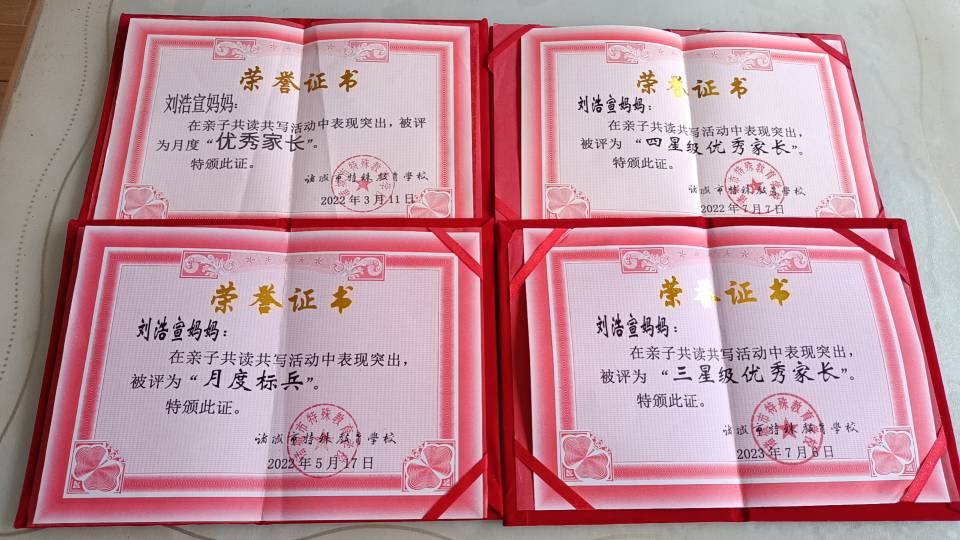 荣誉证书
刘浩宣妈妈：
在亲子共读共写活动中表现突出，被评
为月度“优秀家长”。
特颁此证。
诸城市特殊教育学校
2022年3月11日
荣誉证书
刘浩宣妈妈：
在亲子共读共写活动中表现突出，
被评为“四星级优秀家长”。
特颁此证。
诸城市特殊教育学校
2022年7月7日
荣誉证书
刘浩宣妈妈：
在亲子共读共写活动中表现突出，
被评为“月度标兵”。
特颁此证。
诸城市特殊教育学校
2022年5月17日
荣誉证书
刘浩宣妈妈：
在亲子共读共写活动中表现突出，
被评为“三星级优秀家长”。
特颁此证。
诸城市特殊教育学校
2023年7月6日